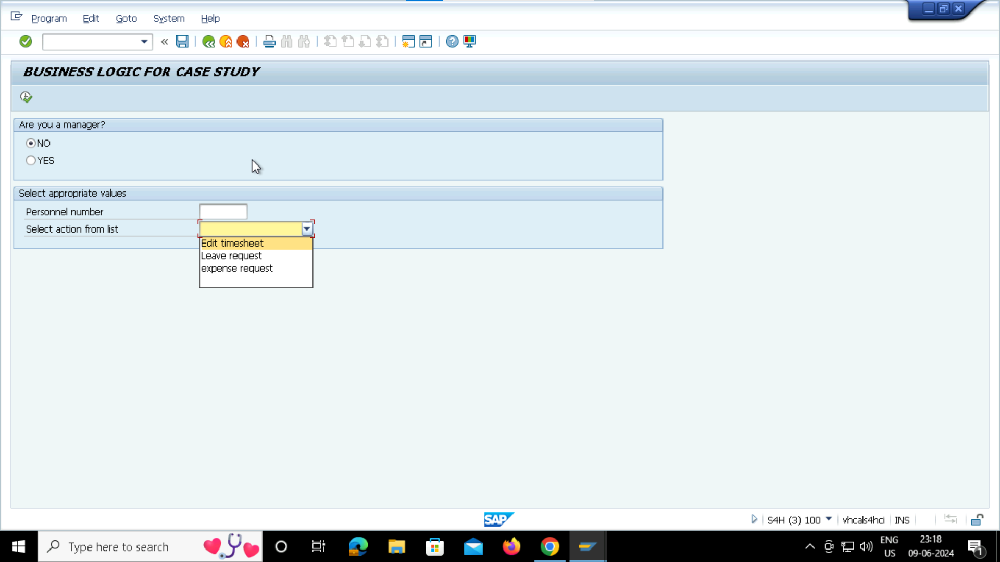 Program Edit Goto System Help
BUSINESS LOGIC FOR CASE STUDY
Are you a manager?
NO
YES
Select appropriate values
Personnel number
Select action from list
Edit timesheet
Leave request
expense request
SAP
S4H (3) 100 vhcals4hci INS
Type here to search
ENG
US
23:18
09-06-2024
1